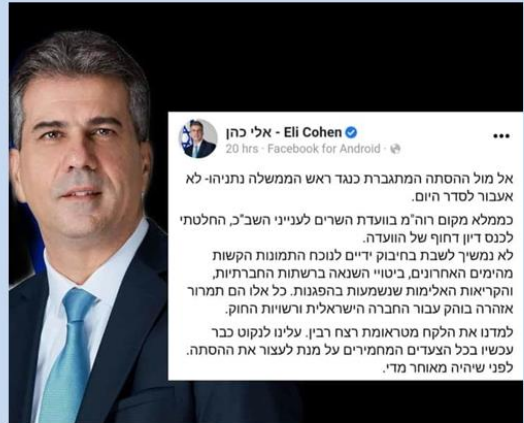 אלי כהן - Eli Cohen
20 hrs · Facebook for Android ·
אל מול ההסתה המתגברת כנגד ראש הממשלה נתניהו- לא
אעבור לסדר היום.
כממלא מקום רוה"מ בוועדת השרים לענייני השב"כ, החלטתי
לכנס דיון דחוף של הוועדה.
לא נמשיך לשבת בחיבוק ידיים לנוכח התמונות הקשות
מהימים האחרונים, ביטויי השנאה ברשתות החברתיות,
והקריאות האלימות שנשמעות בהפגנות. כל אלו הם תמרור
אזהרה בוהק עבור החברה הישראלית ורשויות החוק.
למדנו את הלקח מטראומת רצח רבין. עלינו לנקוט כבר
עכשיו בכל הצעדים המחמירים על מנת לעצור את ההסתה.
לפני שיהיה מאוחר מדי.